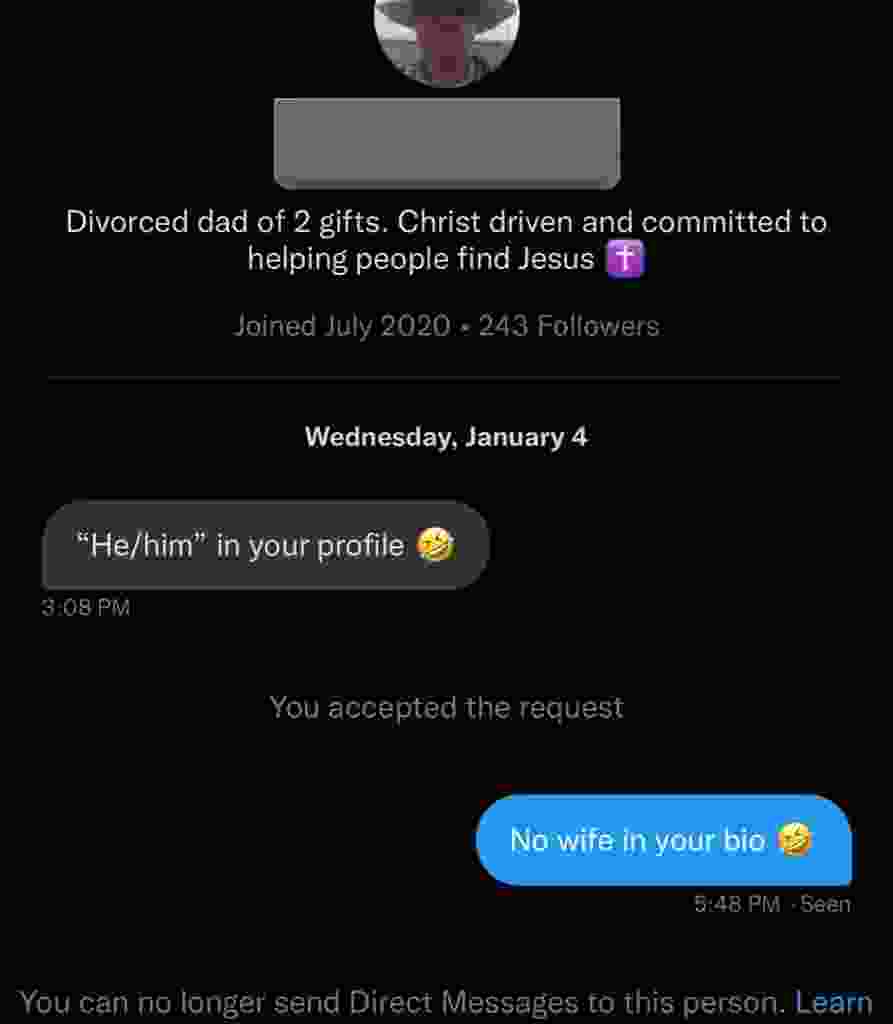 Divorced dad of 2 gifts. Christ driven and committed to
helping people find Jesus ✝️
Joined July 2020 • 243 Followers
Wednesday, January 4
“He/him” in your profile 🤣
3:08 PM
You accepted the request
No wife in your bio 🤣
5:48 PM · Seen
You can no longer send Direct Messages to this person. Learn